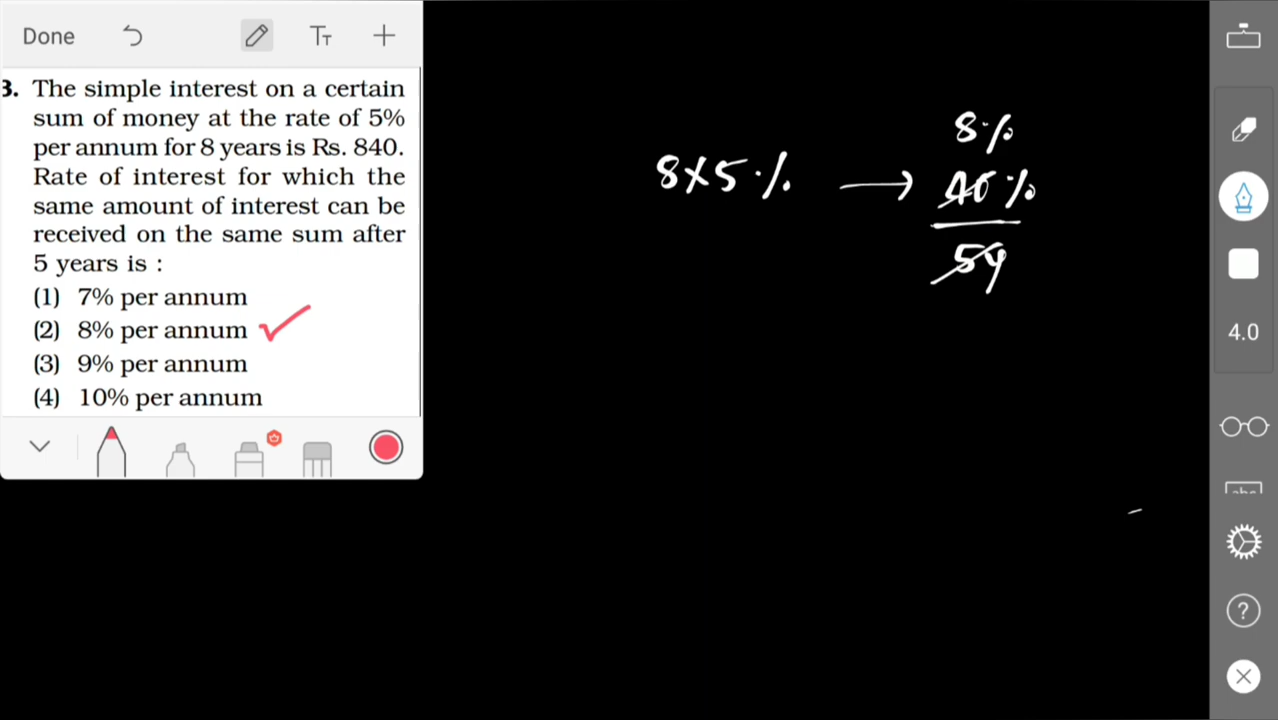 Done
3. The simple interest on a certain
sum of money at the rate of 5%
per annum for 8 years is Rs. 840.
Rate of interest for which the
same amount of interest can be
received on the same sum after
5 years is :
(1) 7% per annum
(2) 8% per annum
(3) 9% per annum
(4) 10% per annum
8%
8×5% → 40%
5y
4.0
abc